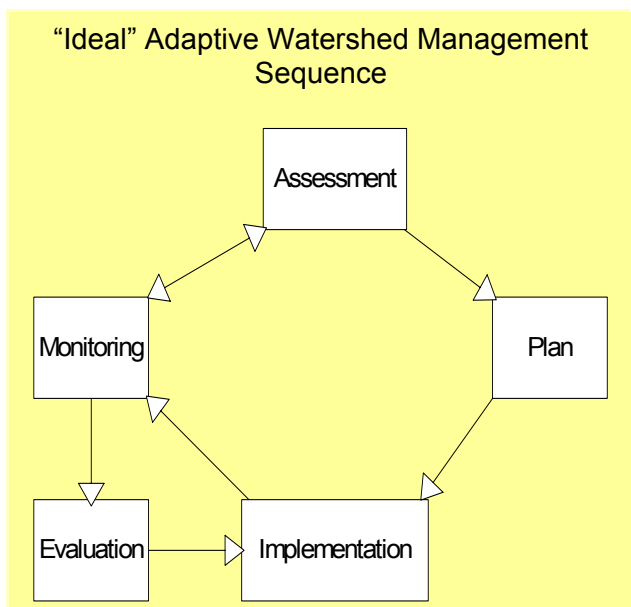 “Ideal” Adaptive Watershed Management
Sequence
Assessment
Monitoring
Plan
Evaluation
Implementation